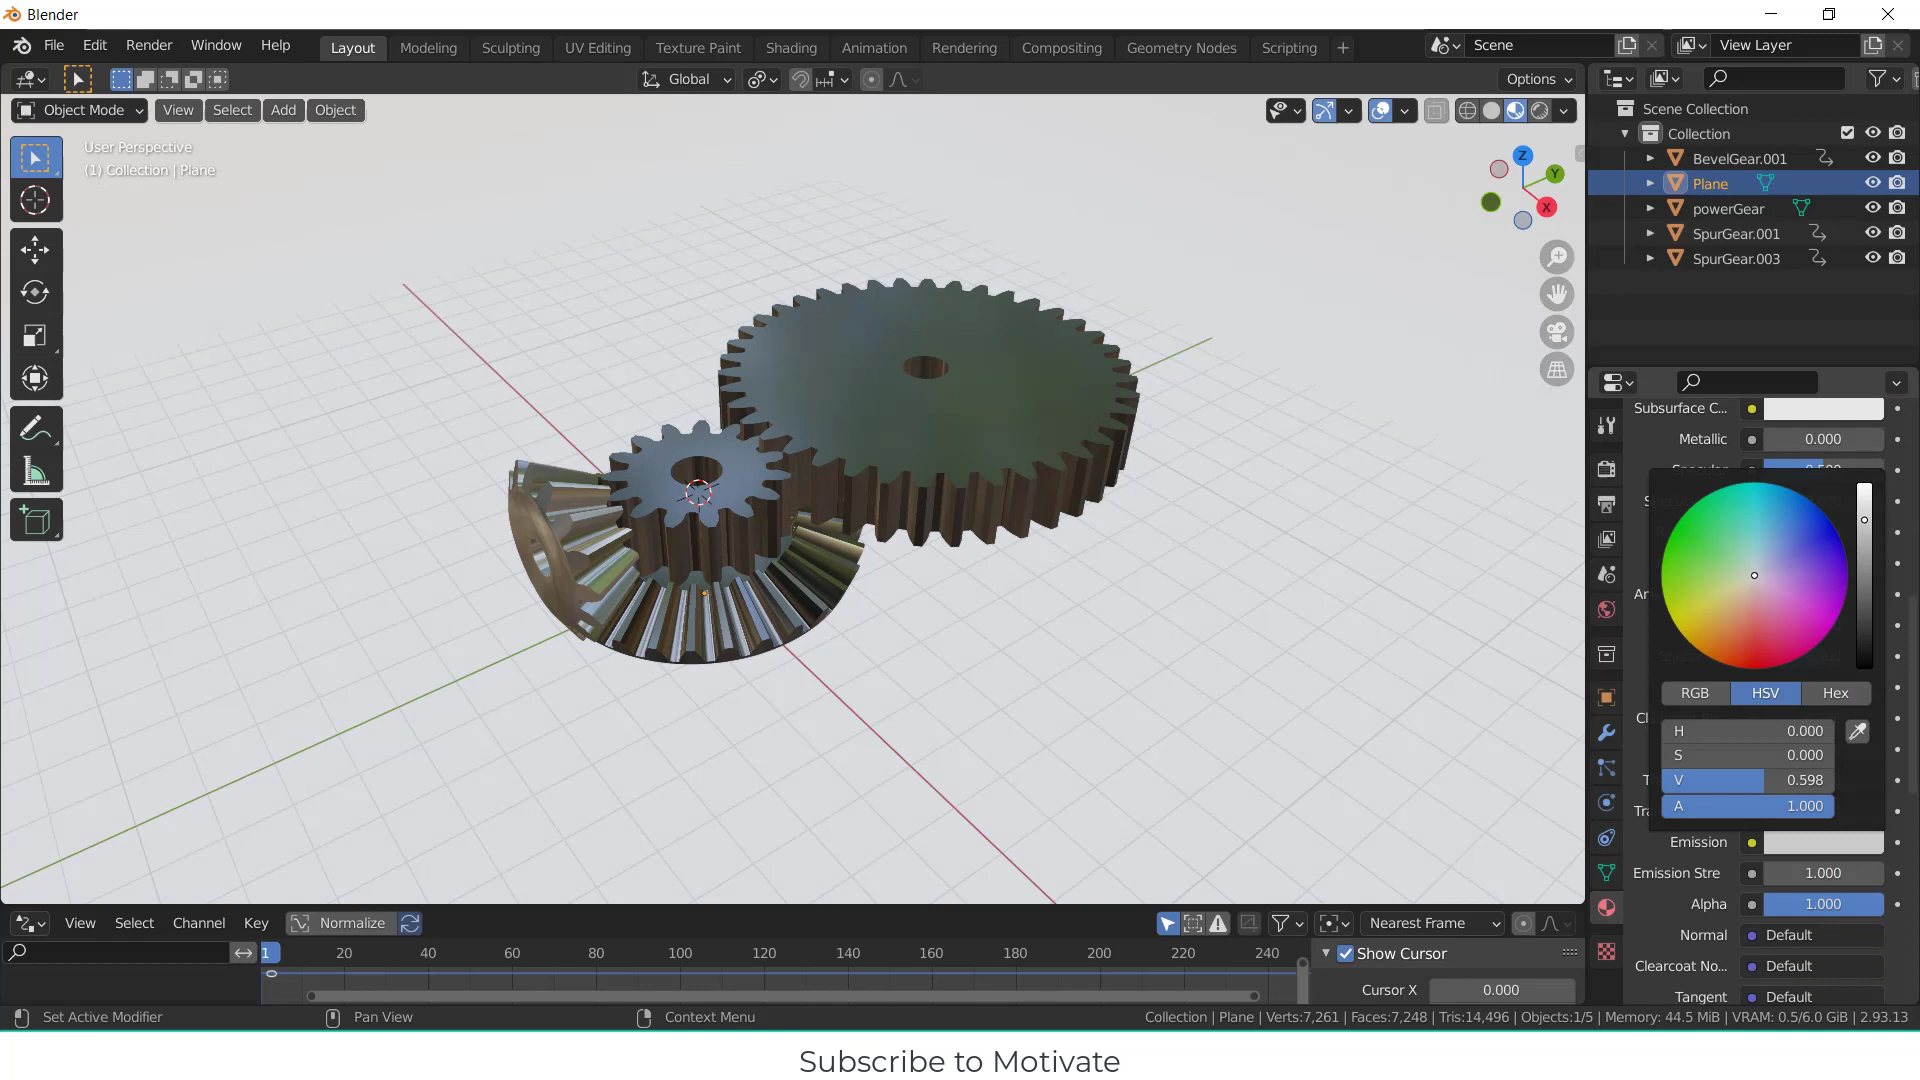 Blender
File Edit Render Window Help
Layout Modeling Sculpting UV Editing Texture Paint Shading Animation Rendering Compositing Geometry Nodes Scripting
Scene
View Layer
Global
Options
Object Mode View Select Add Object
User Perspective
(1) Collection | Plane
Z
Y
X
Scene Collection
Collection
BevelGear.001
Plane
powerGear
SpurGear.001
SpurGear.003
Subsurface C...
Metallic 0.000
RGB HSV Hex
H 0.000
S 0.000
V 0.598
A 1.000
Emission
Emission Stre 1.000
Alpha 1.000
Normal Default
Clearcoat No... Default
Tangent Default
View Select Channel Key Normalize
Nearest Frame
1 20 40 60 80 100 120 140 160 180 200 220 240
Show Cursor
Cursor X 0.000
Set Active Modifier Pan View Context Menu
Collection | Plane | Verts:7,261 | Faces:7,248 | Tris:14,496 | Objects:1/5 | Memory: 44.5 MiB | VRAM: 0.5/6.0 GiB | 2.93.13
Subscribe to Motivate